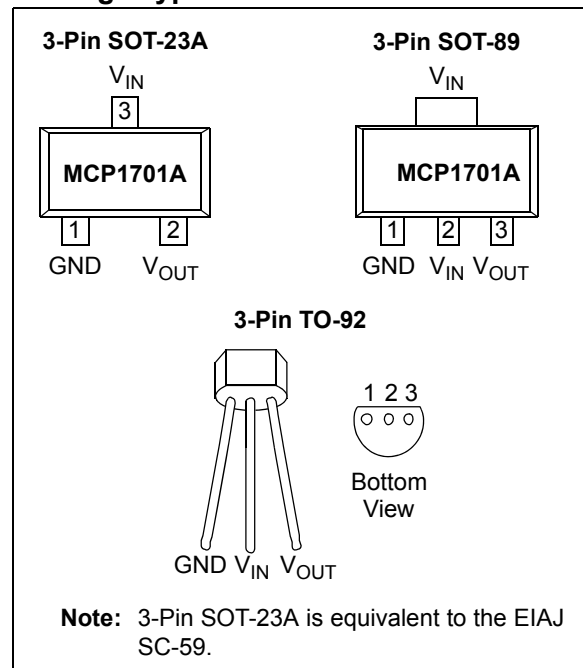 3-Pin SOT-23A
VIN
3
MCP1701A
1 2
GND VOUT
3-Pin SOT-89
VIN
MCP1701A
1 2 3
GND VIN VOUT
3-Pin TO-92
1 2 3
Bottom
View
GND VIN VOUT
Note: 3-Pin SOT-23A is equivalent to the EIAJ
SC-59.